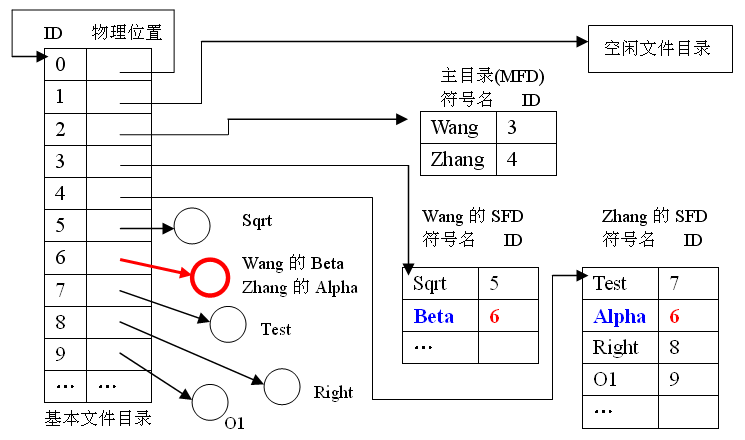 ID 物理位置
0
1
2
3
4
5
6
7
8
9
… …
基本文件目录
空闲文件目录
主目录(MFD)
符号名 ID
Wang 3
Zhang 4
Sqrt
Wang 的 Beta
Zhang 的 Alpha
Test
Right
O1
Wang 的 SFD
符号名 ID
Sqrt 5
Beta 6
…
Zhang 的 SFD
符号名 ID
Test 7
Alpha 6
Right 8
O1 9
…